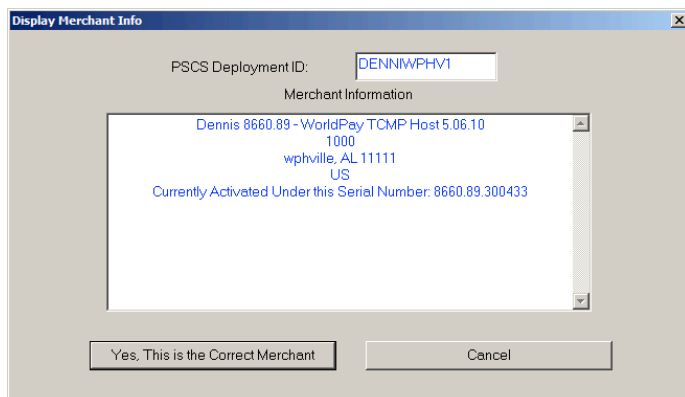 Display Merchant Info
PSCS Deployment ID: DENNIWPHV1
Merchant Information
Dennis 8660.89 - WorldPay TCMP Host 5.06.10
1000
wphville, AL 11111
US
Currently Activated Under this Serial Number: 8660.89.300433
Yes, This is the Correct Merchant Cancel